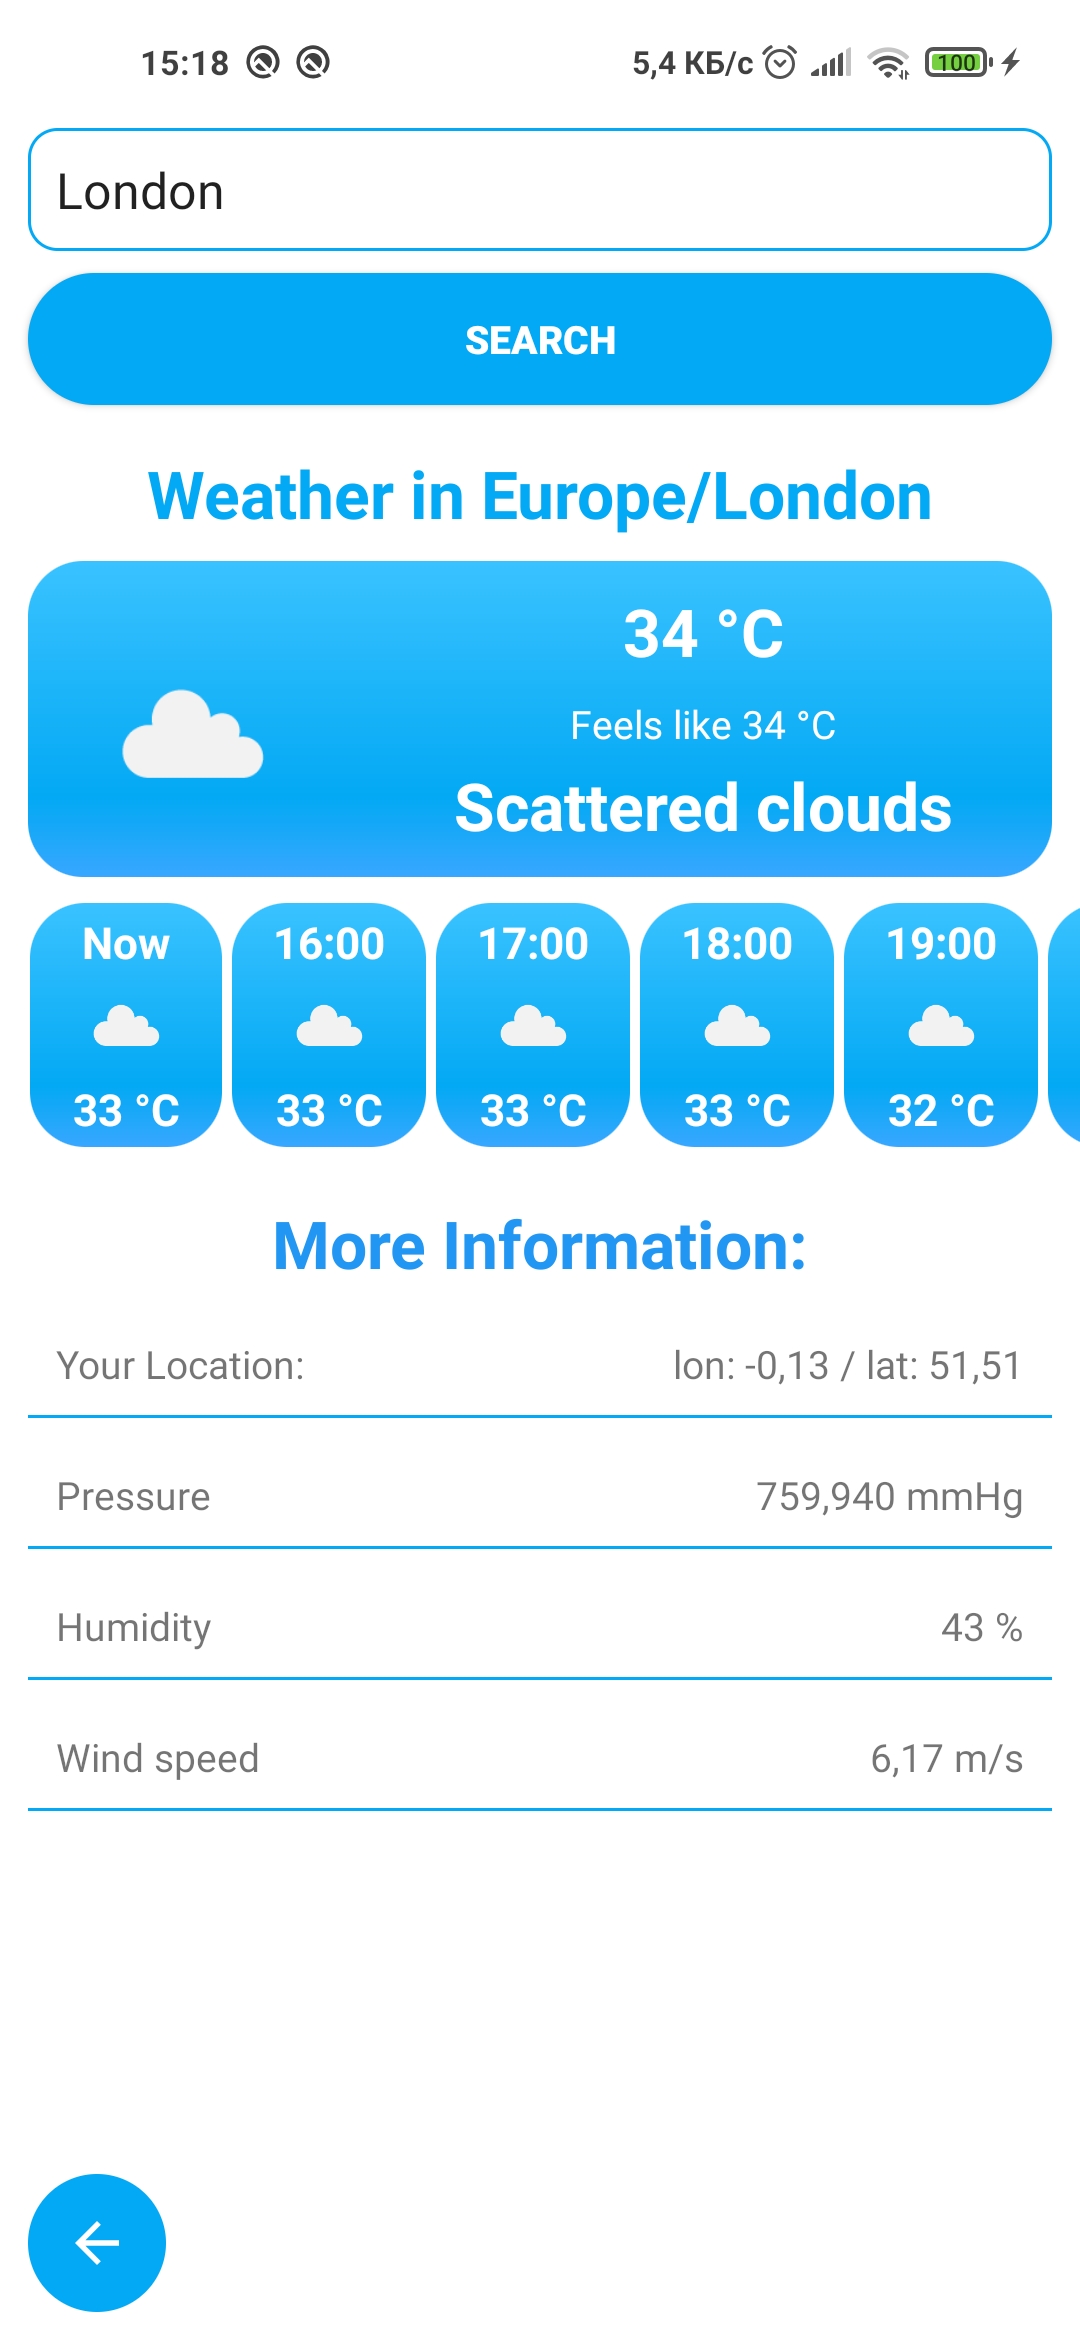 15:18 5,4 КБ/с 100
London
SEARCH
Weather in Europe/London
34 °C
Feels like 34 °C
Scattered clouds
Now 16:00 17:00 18:00 19:00
33 °C 33 °C 33 °C 33 °C 32 °C
More Information:
Your Location: lon: -0,13 / lat: 51,51
Pressure 759,940 mmHg
Humidity 43 %
Wind speed 6,17 m/s